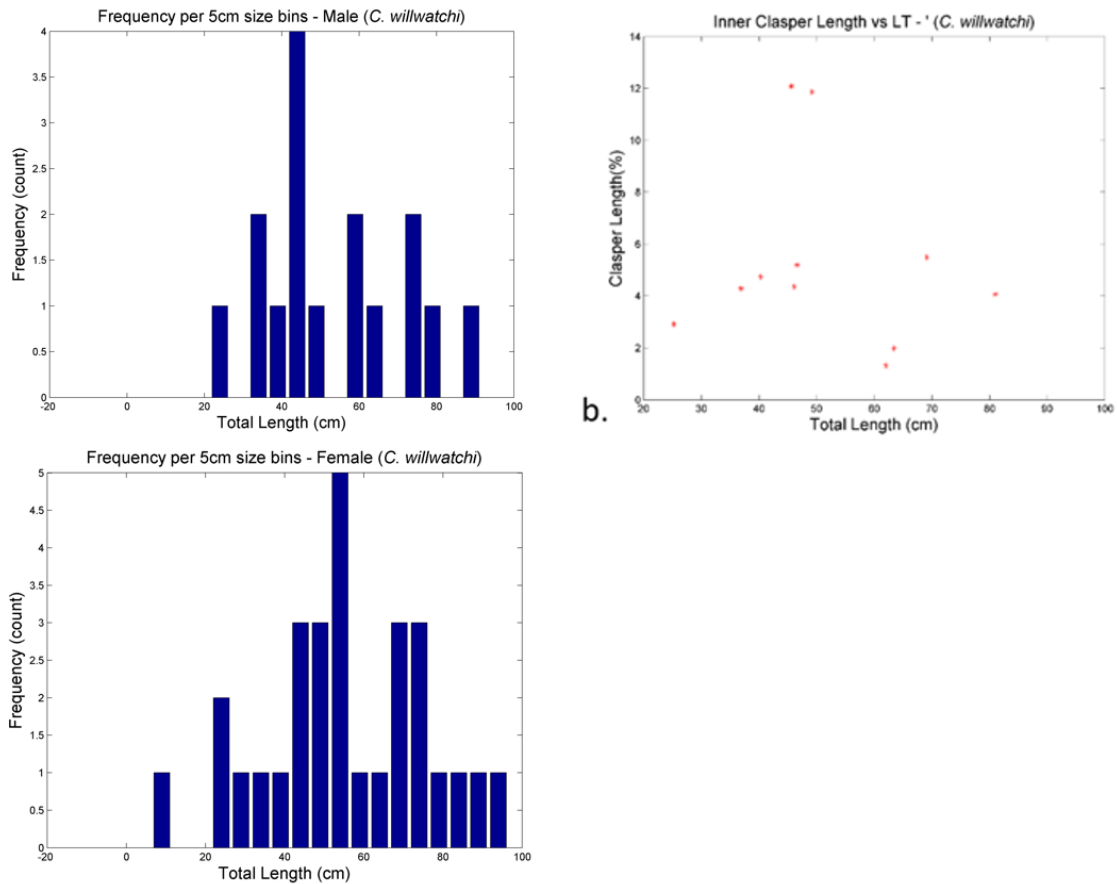 Frequency per 5cm size bins - Male (C. willwatchi)
4
3.5
3
2.5
2
1.5
1
0.5
0
Frequency (count)
-20 0 20 40 60 80 100
Total Length (cm)
Inner Clasper Length vs LT - ' (C. willwatchi)
14
12
10
8
6
4
2
0
Clasper Length(%)
b.
20 30 40 50 60 70 80 90 100
Total Length (cm)
Frequency per 5cm size bins - Female (C. willwatchi)
5
4.5
4
3.5
3
2.5
2
1.5
1
0.5
0
Frequency (count)
-20 0 20 40 60 80 100
Total Length (cm)